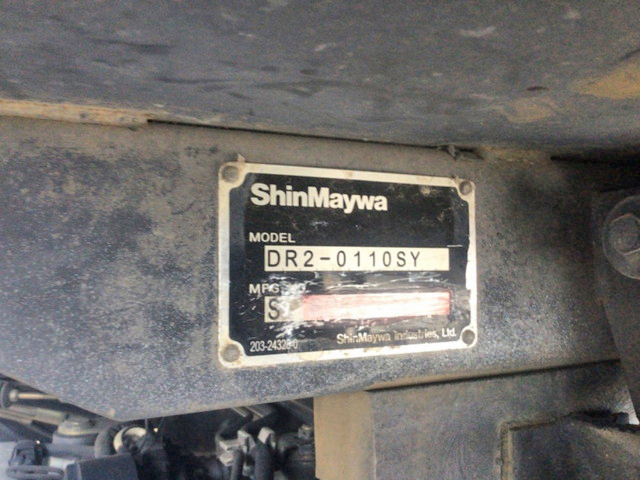 ShinMaywa
MODEL
DR2-0110SY
MFG
ShinMaywa Industries, Ltd.